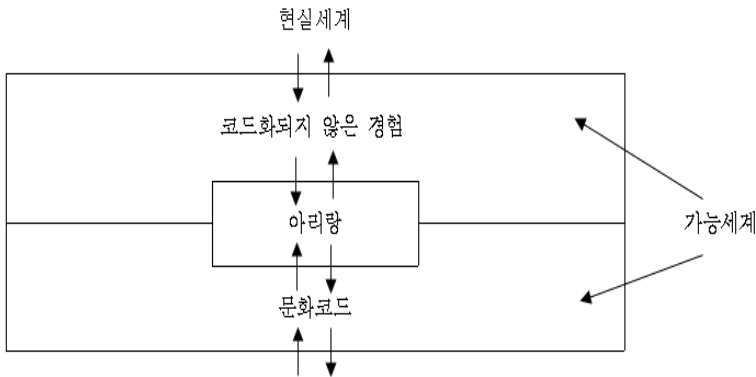 현실세계
코드화되지 않은 경험
아리랑
가능세계
문화코드